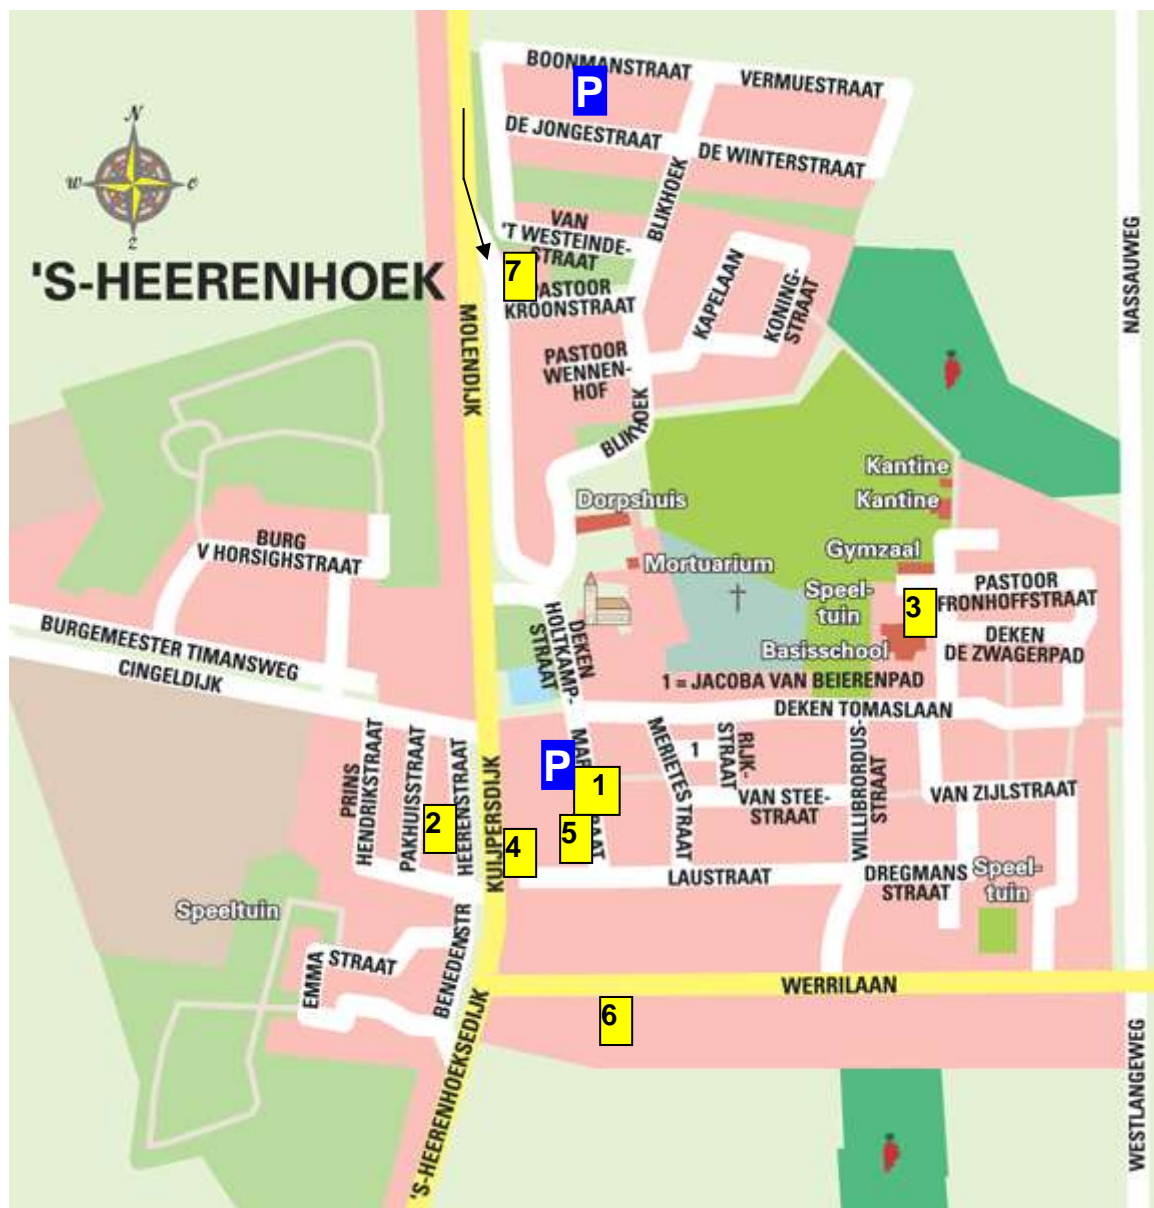 BOONMANSTRAAT
VERMUESTRAAT
P
N
W
O
Z
DE JONGESTRAAT
DE WINTERSTRAAT
BLIKHOEK
VAN
'T WESTEINDE-
STRAAT
'S-HEERENHOEK
7
PASTOOR
KROONSTRAAT
KAPELAAN
KONING-
STRAAT
NASSAUWEG
MOLENDIJK
PASTOOR
WENNEN-
HOF
BLIKHOEK
Kantine
Kantine
Dorpshuis
BURG
V HORSIGHSTRAAT
Gymzaal
Mortuarium
PASTOOR
FRONHOFFSTRAAT
Speel-
tuin
3
DEKEN
HOLTKAMP-
STRAAT
BURGEMEESTER TIMANSWEG
CINGELDIJK
DEKEN
DE ZWAGERPAD
Basisschool
1 = JACOBA VAN BEIERENPAD
DEKEN TOMASLAAN
PRINS
HENDRIKSTRAAT
PAKHUISSTRAAT
HEERENSTRAAT
KUIJPERSDIJK
P
1
MERIETESTRAAT
1
RIJK-
STRAAT
VAN STEE-
STRAAT
WILLIBRORDUS-
STRAAT
VAN ZIJLSTRAAT
2
4
5
LAUSTRAAT
DREGMANS
STRAAT
Speel-
tuin
Speeltuin
EMMA
STRAAT
BENEDENSTR
WERRILAAN
6
'S-HEERENHOEKSEDIJK
WESTLANGEWEG